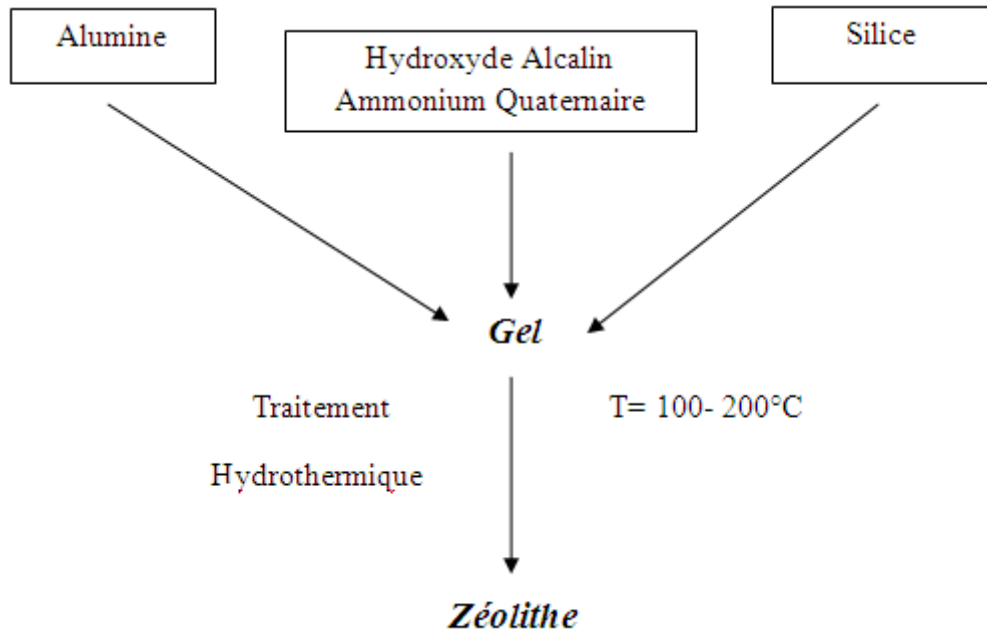 Alumine
Hydroxyde Alcalin
Ammonium Quaternaire
Silice
Gel
Traitement
T= 100- 200°C
Hydrothermique
Zéolithe